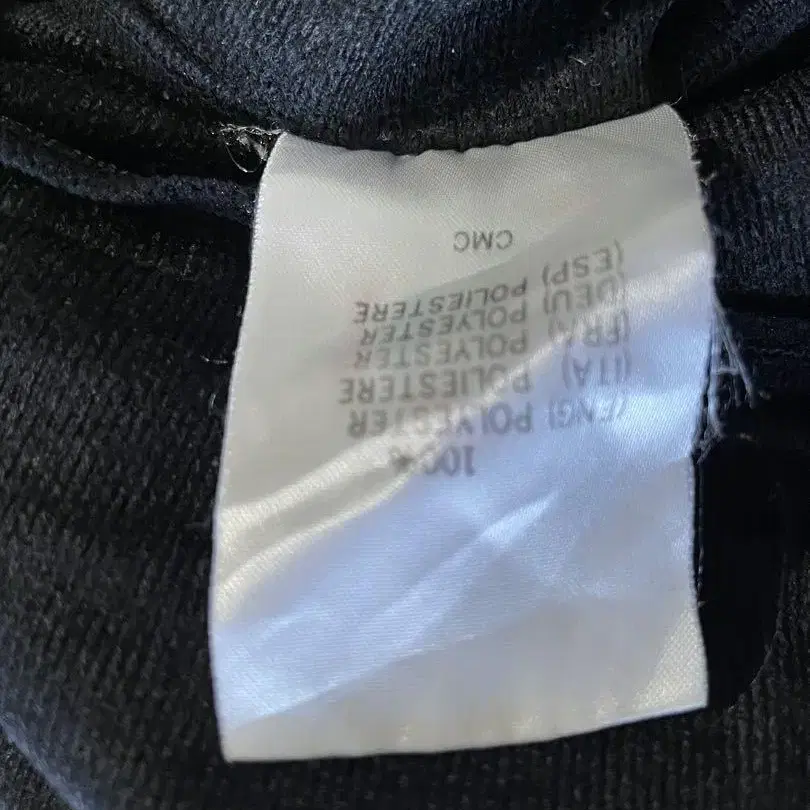 100%
(ENG) POLYESTER
(ITA) POLIESTERE
(FRA) POLYESTER
(DEU) POLYESTER
(ESP) POLIESTERE
CMC